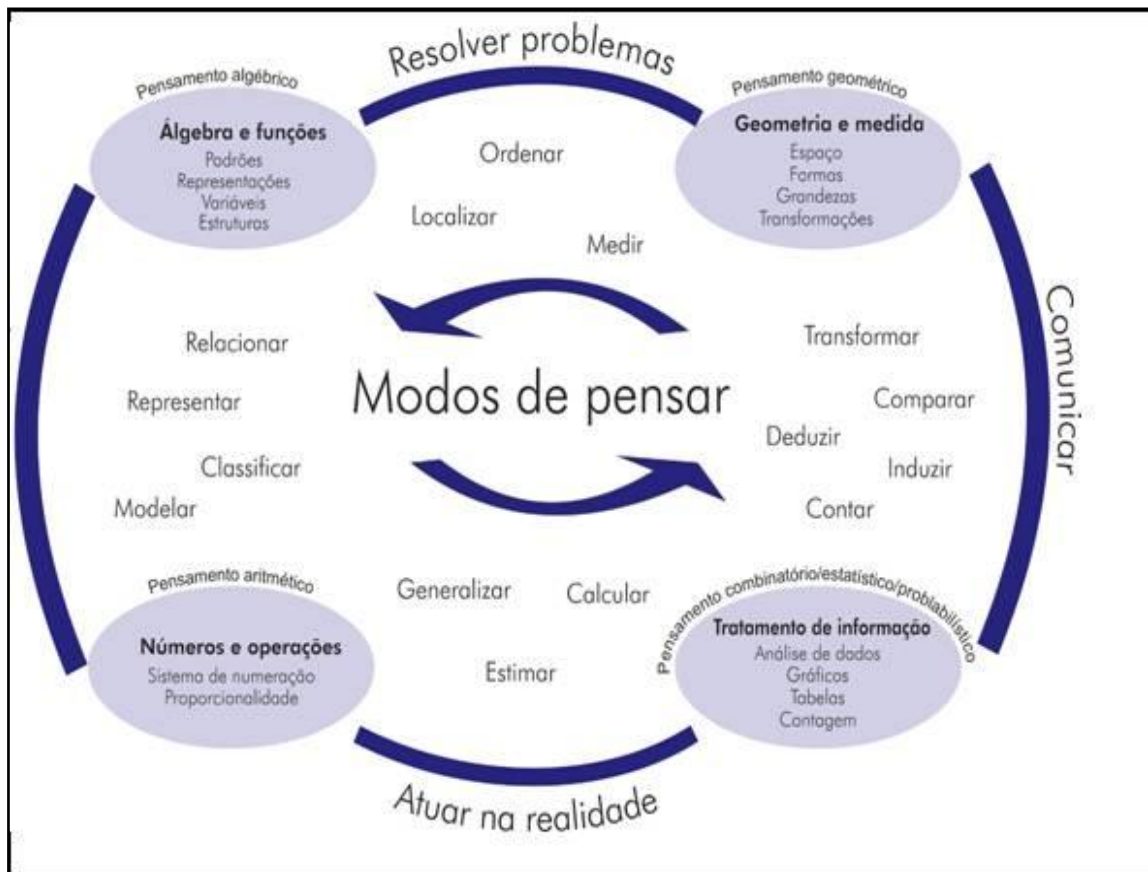 Resolver problemas
Pensamento algébrico
Álgebra e funções
Padrões
Representações
Variáveis
Estruturas
Pensamento geométrico
Geometria e medida
Espaço
Formas
Grandezas
Transformações
Ordenar
Localizar
Medir
Comunicar
Relacionar
Representar
Classificar
Modelar
Modos de pensar
Transformar
Comparar
Deduzir
Induzir
Contar
Pensamento aritmético
Números e operações
Sistema de numeração
Proporcionalidade
Generalizar
Calcular
Estimar
Pensamento combinatório/estatístico/problabilístico
Tratamento de informação
Análise de dados
Gráficos
Tabelas
Contagem
Atuar na realidade